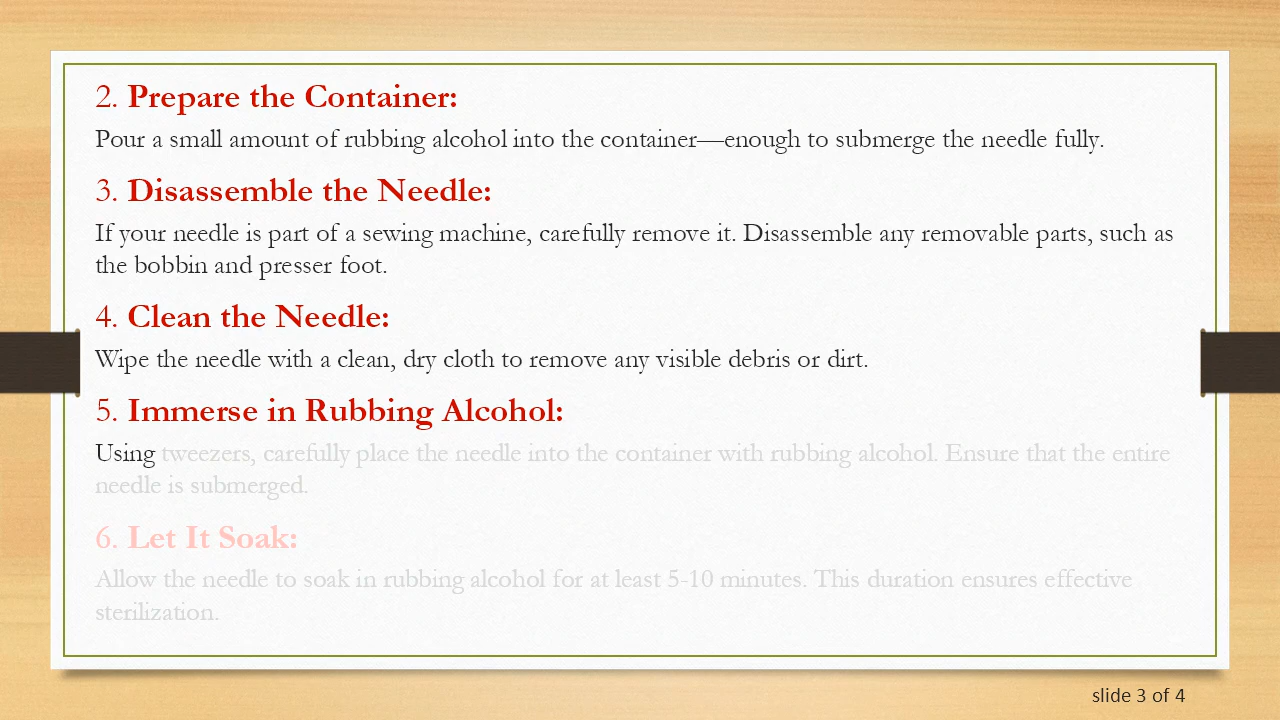 2. Prepare the Container:
Pour a small amount of rubbing alcohol into the container—enough to submerge the needle fully.
3. Disassemble the Needle:
If your needle is part of a sewing machine, carefully remove it. Disassemble any removable parts, such as
the bobbin and presser foot.
4. Clean the Needle:
Wipe the needle with a clean, dry cloth to remove any visible debris or dirt.
5. Immerse in Rubbing Alcohol:
Using tweezers, carefully place the needle into the container with rubbing alcohol. Ensure that the entire
needle is submerged.
6. Let It Soak:
Allow the needle to soak in rubbing alcohol for at least 5-10 minutes. This duration ensures effective
sterilization.
slide 3 of 4